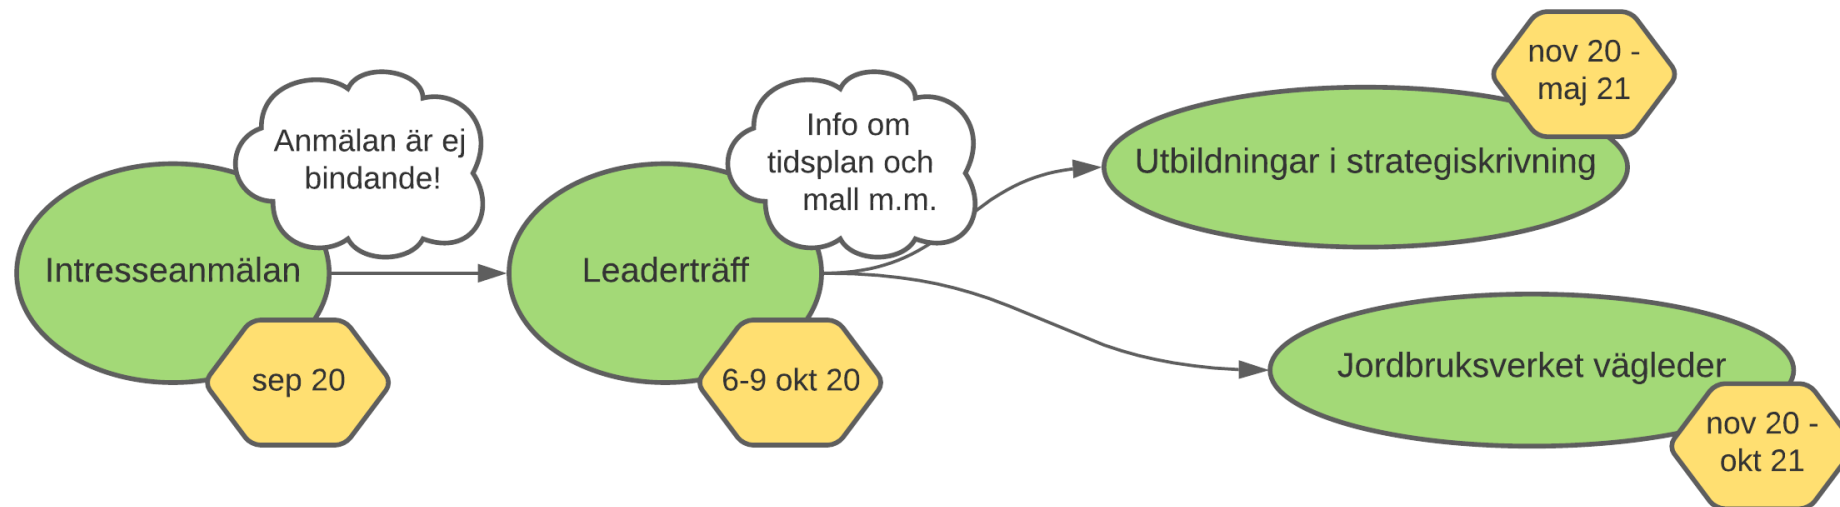 Anmälan är ej
bindande!
Intresseanmälan
sep 20
Info om
tidsplan och
mall m.m.
Leaderträff
6-9 okt 20
nov 20 -
maj 21
Utbildningar i strategiskrivning
Jordbruksverket vägleder
nov 20 -
okt 21